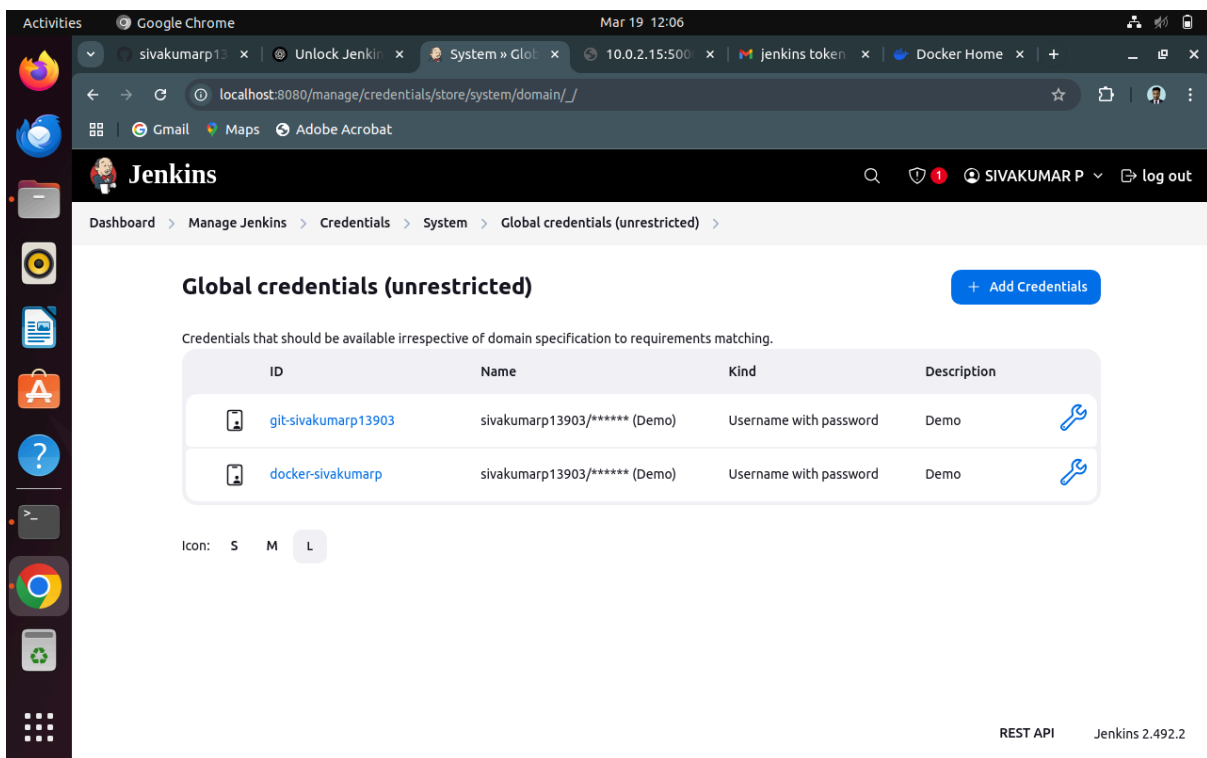 Activities Google Chrome Mar 19 12:06
sivakumarp13 Unlock Jenkin System » Glob 10.0.2.15:500 jenkins token Docker Home
localhost:8080/manage/credentials/store/system/domain/_/
Gmail Maps Adobe Acrobat
Jenkins 1 SIVAKUMAR P log out
Dashboard > Manage Jenkins > Credentials > System > Global credentials (unrestricted) >
Global credentials (unrestricted) + Add Credentials
Credentials that should be available irrespective of domain specification to requirements matching.
ID Name Kind Description
git-sivakumarp13903 sivakumarp13903/****** (Demo) Username with password Demo
docker-sivakumarp sivakumarp13903/****** (Demo) Username with password Demo
Icon: S M L
REST API Jenkins 2.492.2